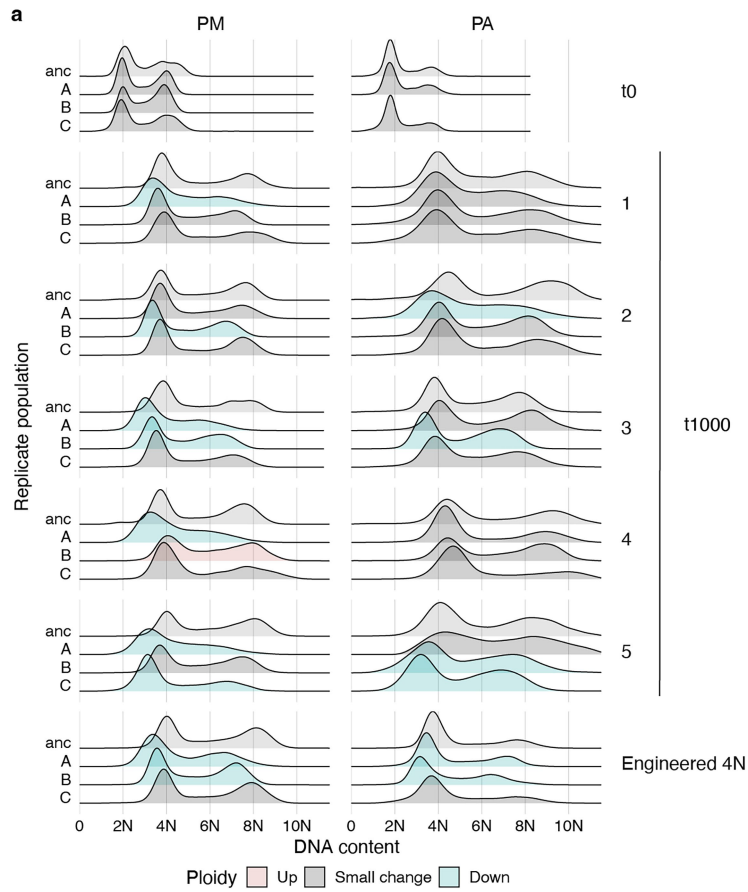 a
PM PA
anc
A
B
C
t0
anc
A
B
C
1
anc
A
B
C
2
anc
A
B
C
3
anc
A
B
C
4
anc
A
B
C
5
anc
A
B
C
Engineered 4N
t1000
Replicate population
0 2N 4N 6N 8N 10N 0 2N 4N 6N 8N 10N
DNA content
Ploidy Up Small change Down